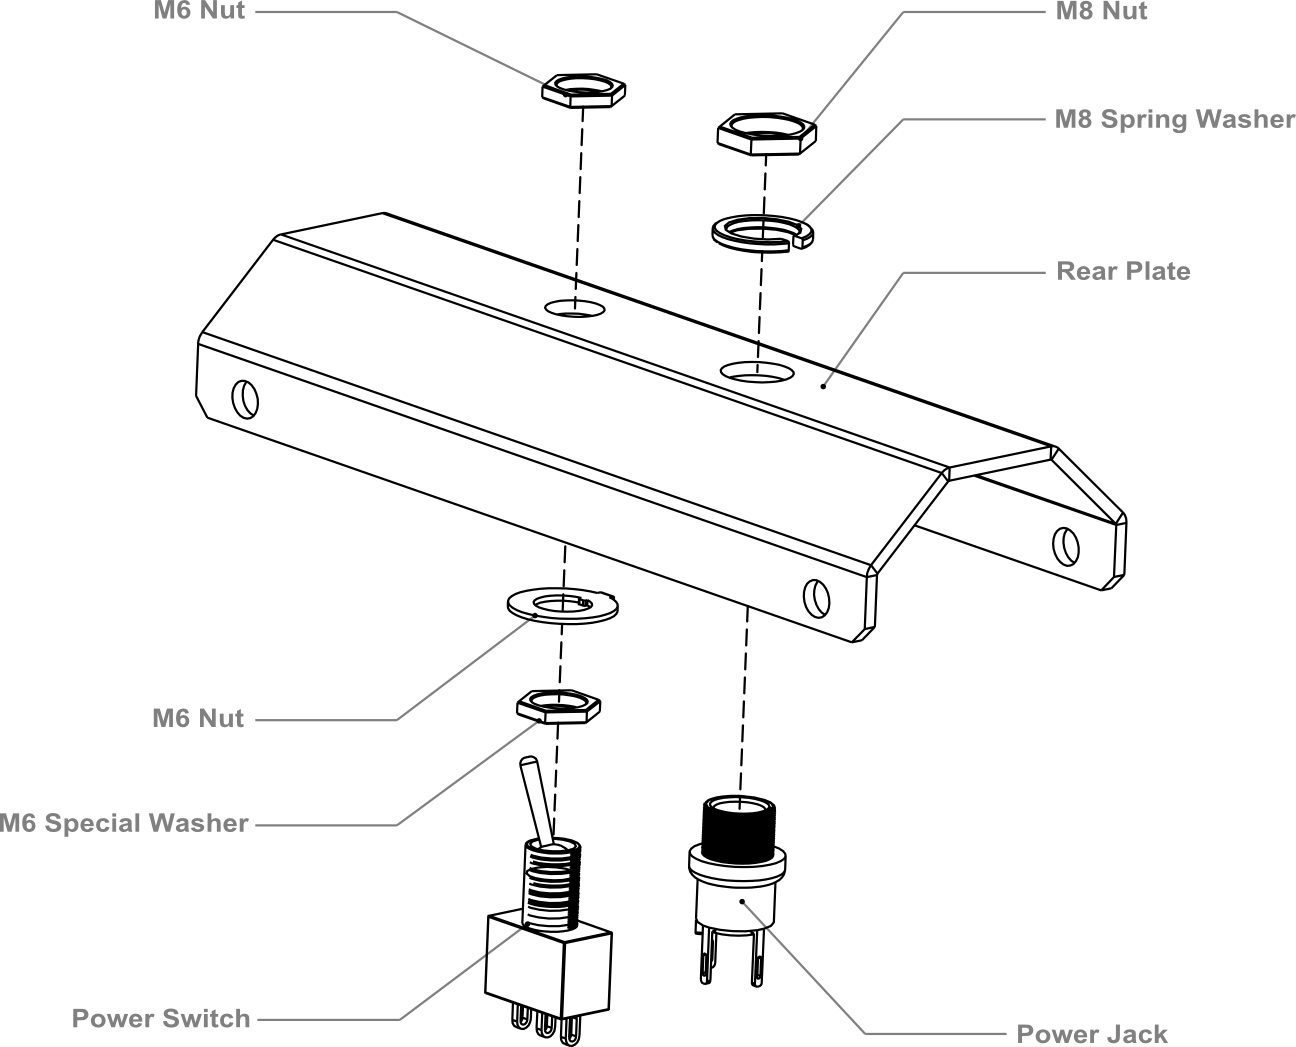 M6 Nut
M8 Nut
M8 Spring Washer
Rear Plate
M6 Nut
M6 Special Washer
Power Switch
Power Jack